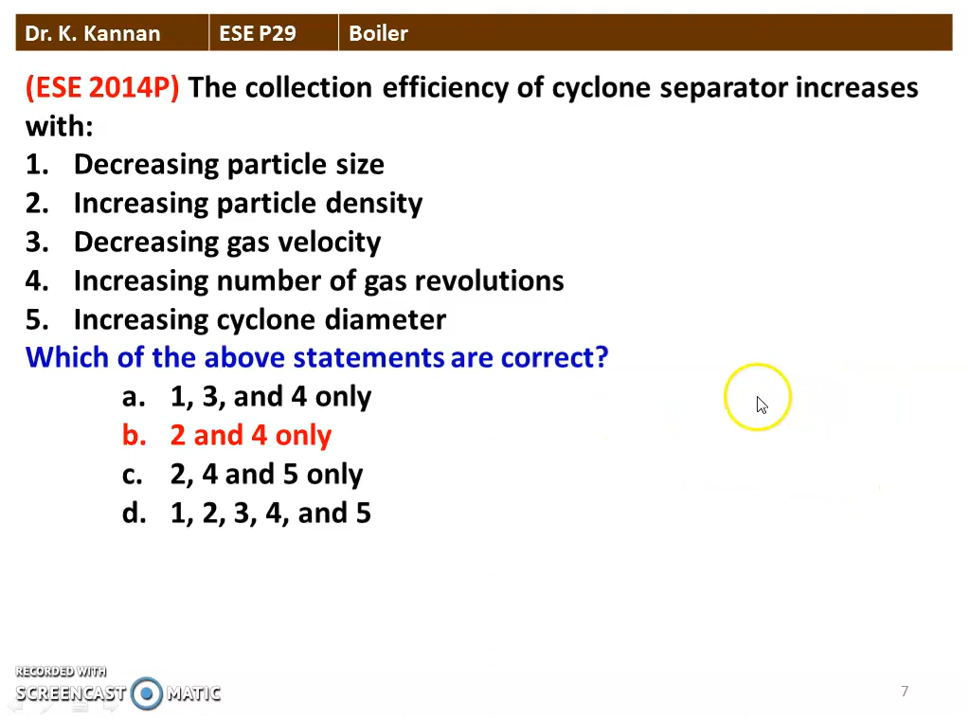 Dr. K. Kannan ESE P29 Boiler
(ESE 2014P) The collection efficiency of cyclone separator increases
with:
1. Decreasing particle size
2. Increasing particle density
3. Decreasing gas velocity
4. Increasing number of gas revolutions
5. Increasing cyclone diameter
Which of the above statements are correct?
a. 1, 3, and 4 only
b. 2 and 4 only
c. 2, 4 and 5 only
d. 1, 2, 3, 4, and 5
RECORDED WITH
SCREENCAST MATIC
7